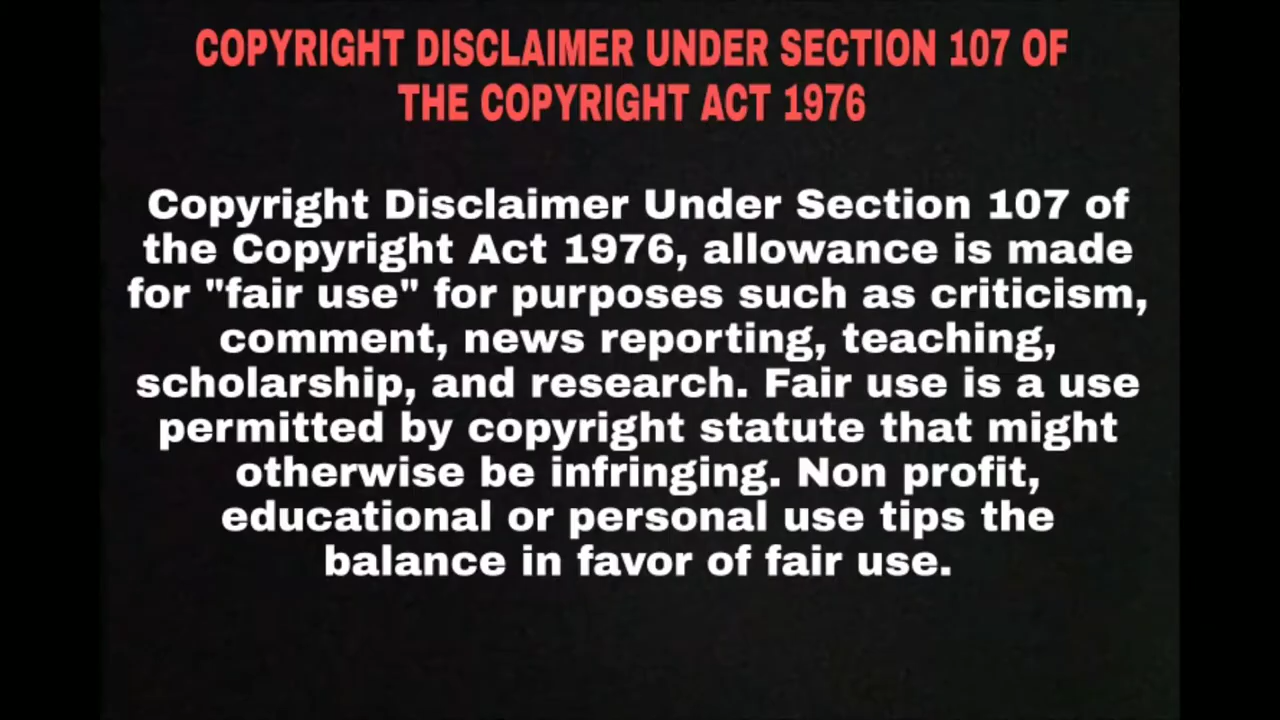 COPYRIGHT DISCLAIMER UNDER SECTION 107 OF
THE COPYRIGHT ACT 1976
Copyright Disclaimer Under Section 107 of
the Copyright Act 1976, allowance is made
for "fair use" for purposes such as criticism,
comment, news reporting, teaching,
scholarship, and research. Fair use is a use
permitted by copyright statute that might
otherwise be infringing. Non profit,
educational or personal use tips the
balance in favor of fair use.